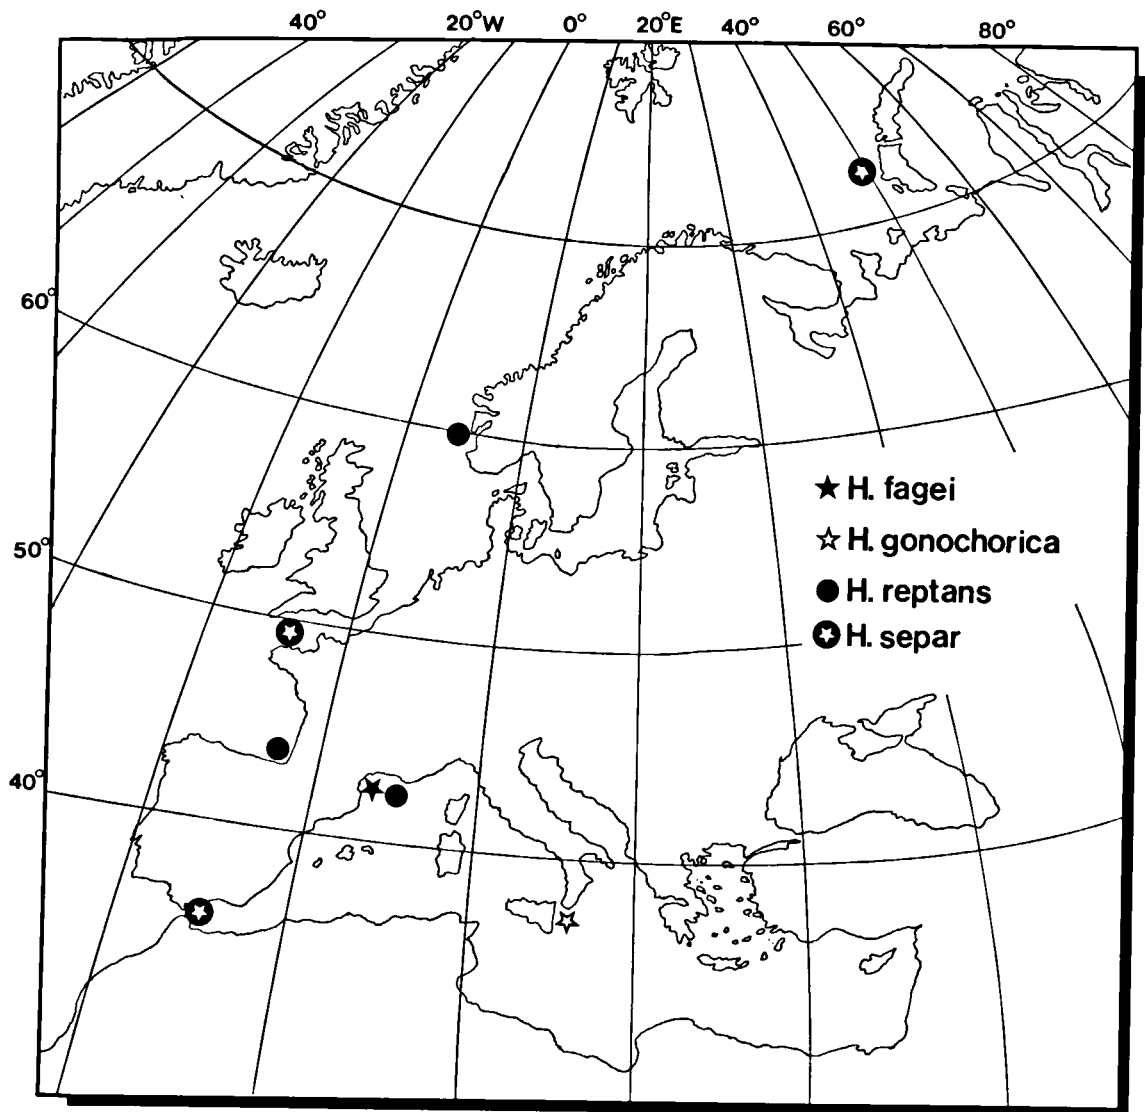 40° 20°W 0° 20°E 40° 60° 80°
60°
★ H. fagei
☆ H. gonochorica
50°
● H. reptans
✪ H. separ
40°